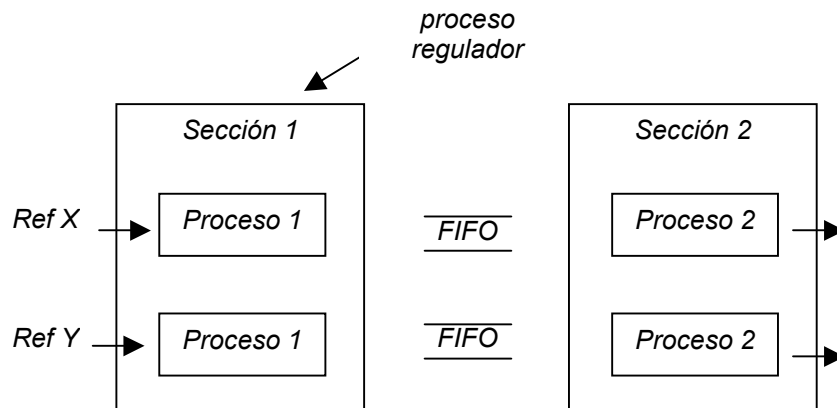 proceso
regulador
Sección 1
Sección 2
Ref X
Proceso 1
FIFO
Proceso 2
Ref Y
Proceso 1
FIFO
Proceso 2